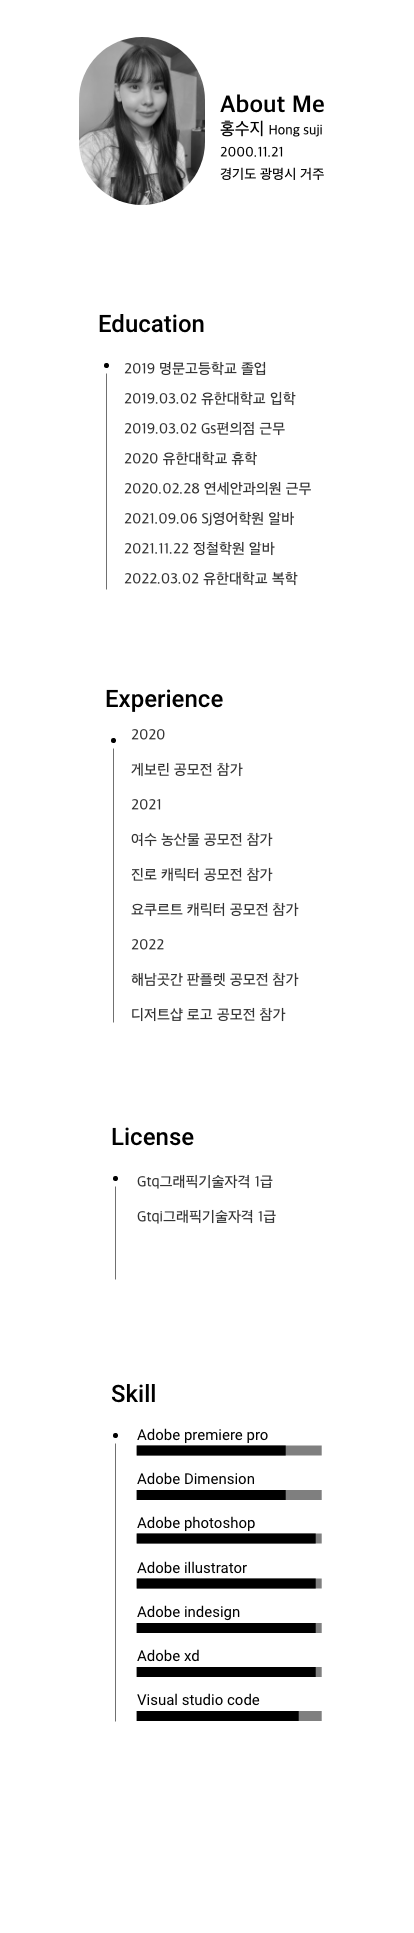 About Me
홍수지 Hong suji
2000.11.21
경기도 광명시 거주
Education
2019 명문고등학교 졸업
2019.03.02 유한대학교 입학
2019.03.02 Gs편의점 근무
2020 유한대학교 휴학
2020.02.28 연세안과의원 근무
2021.09.06 Sj영어학원 알바
2021.11.22 정철학원 알바
2022.03.02 유한대학교 복학
Experience
2020
게보린 공모전 참가
2021
여수 농산물 공모전 참가
진로 캐릭터 공모전 참가
요쿠르트 캐릭터 공모전 참가
2022
해남곳간 판플렛 공모전 참가
디저트샵 로고 공모전 참가
License
Gtq그래픽기술자격 1급
Gtqi그래픽기술자격 1급
Skill
Adobe premiere pro
Adobe Dimension
Adobe photoshop
Adobe illustrator
Adobe indesign
Adobe xd
Visual studio code